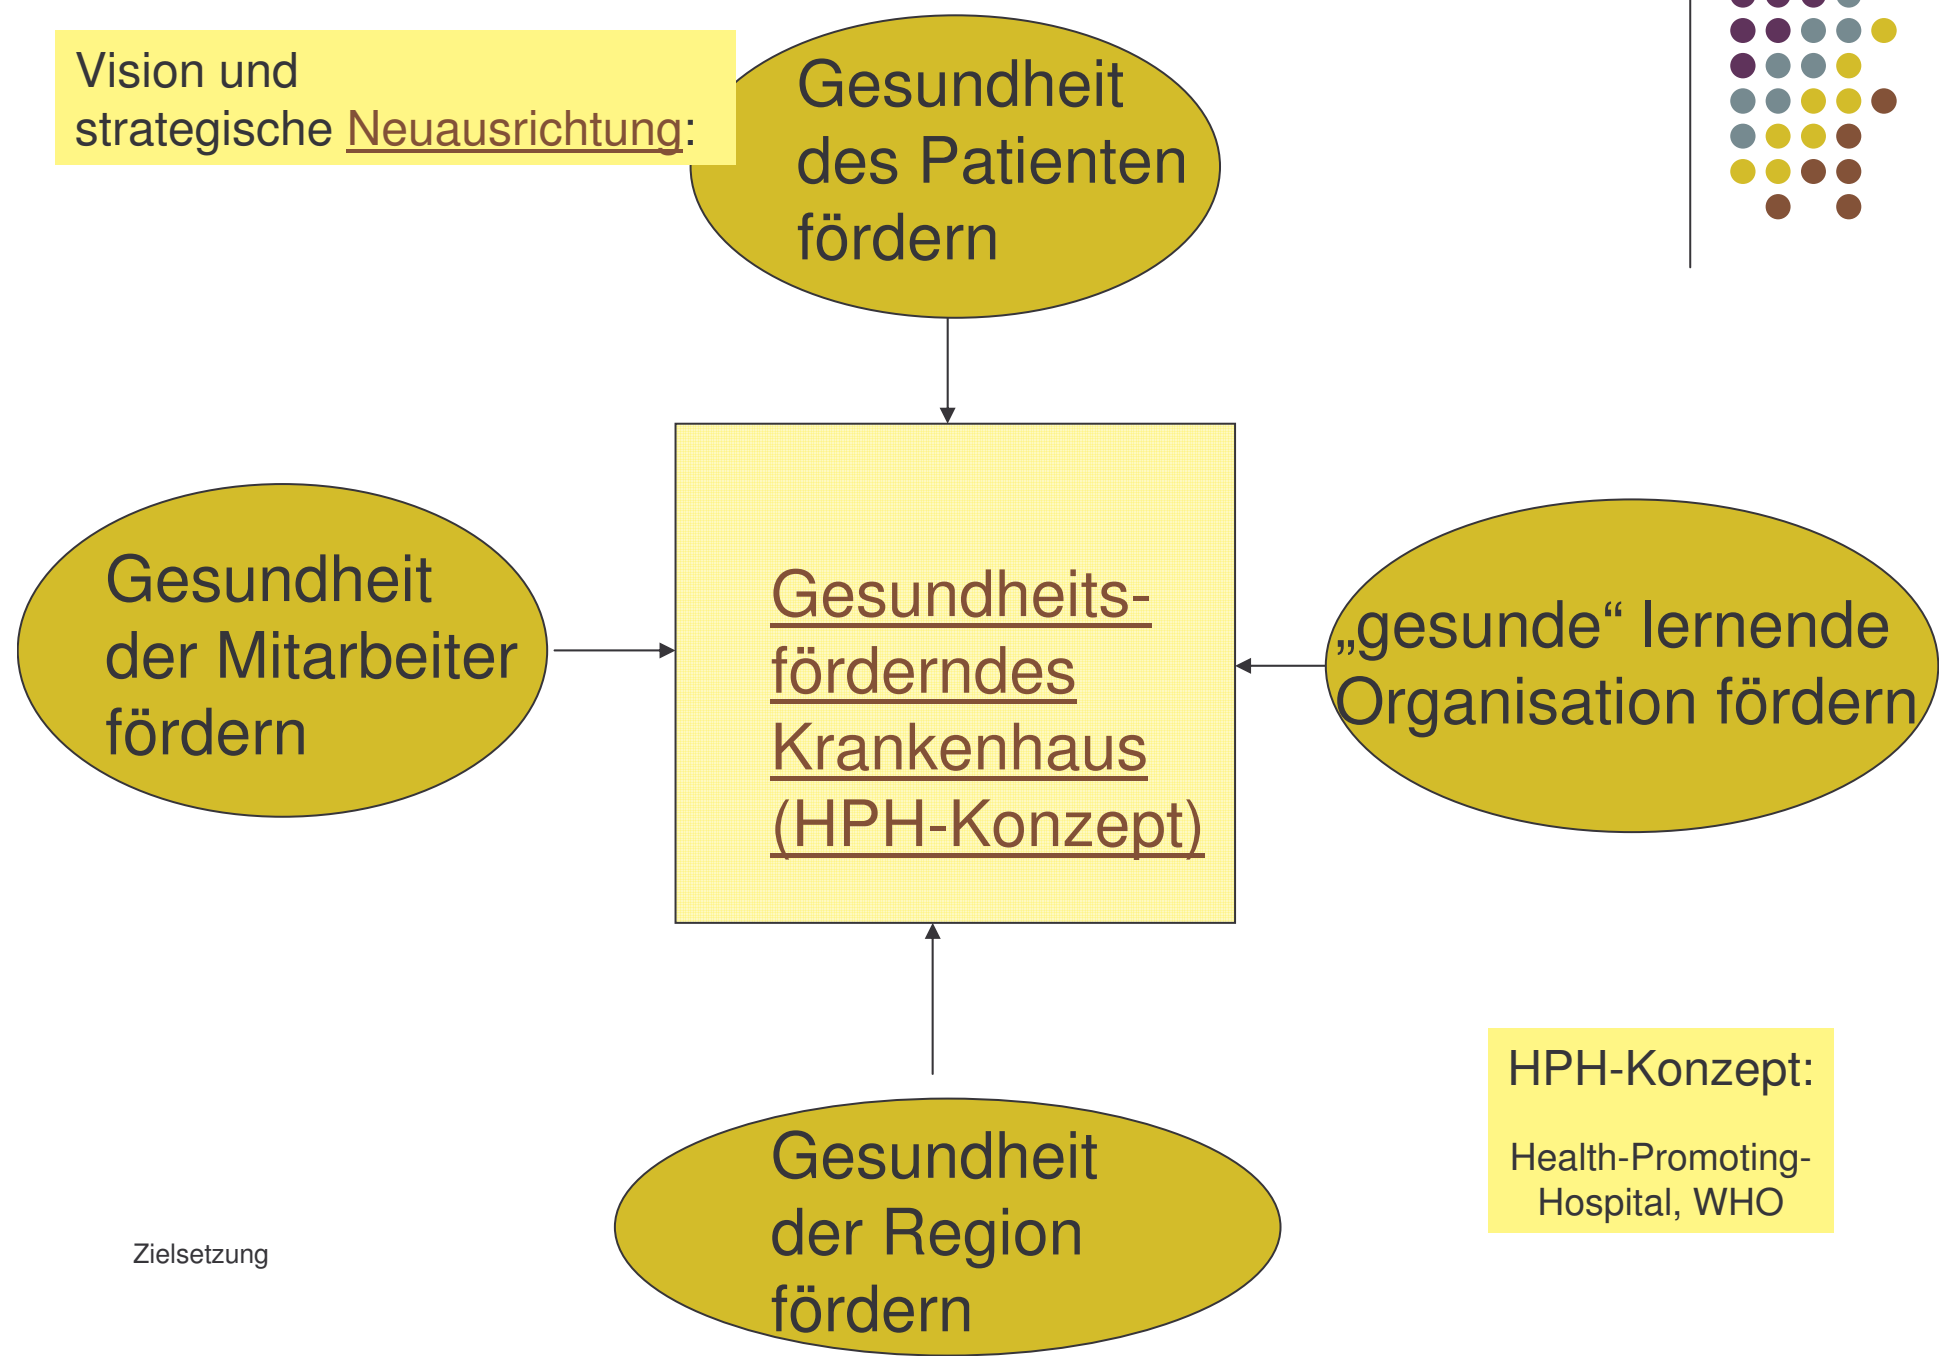 Vision und
strategische Neuausrichtung:
Gesundheit
des Patienten
fördern
Gesundheit
der Mitarbeiter
fördern
Gesundheits-
förderndes
Krankenhaus
(HPH-Konzept)
„gesunde“ lernende
Organisation fördern
Gesundheit
der Region
fördern
HPH-Konzept:
Health-Promoting-
Hospital, WHO
Zielsetzung